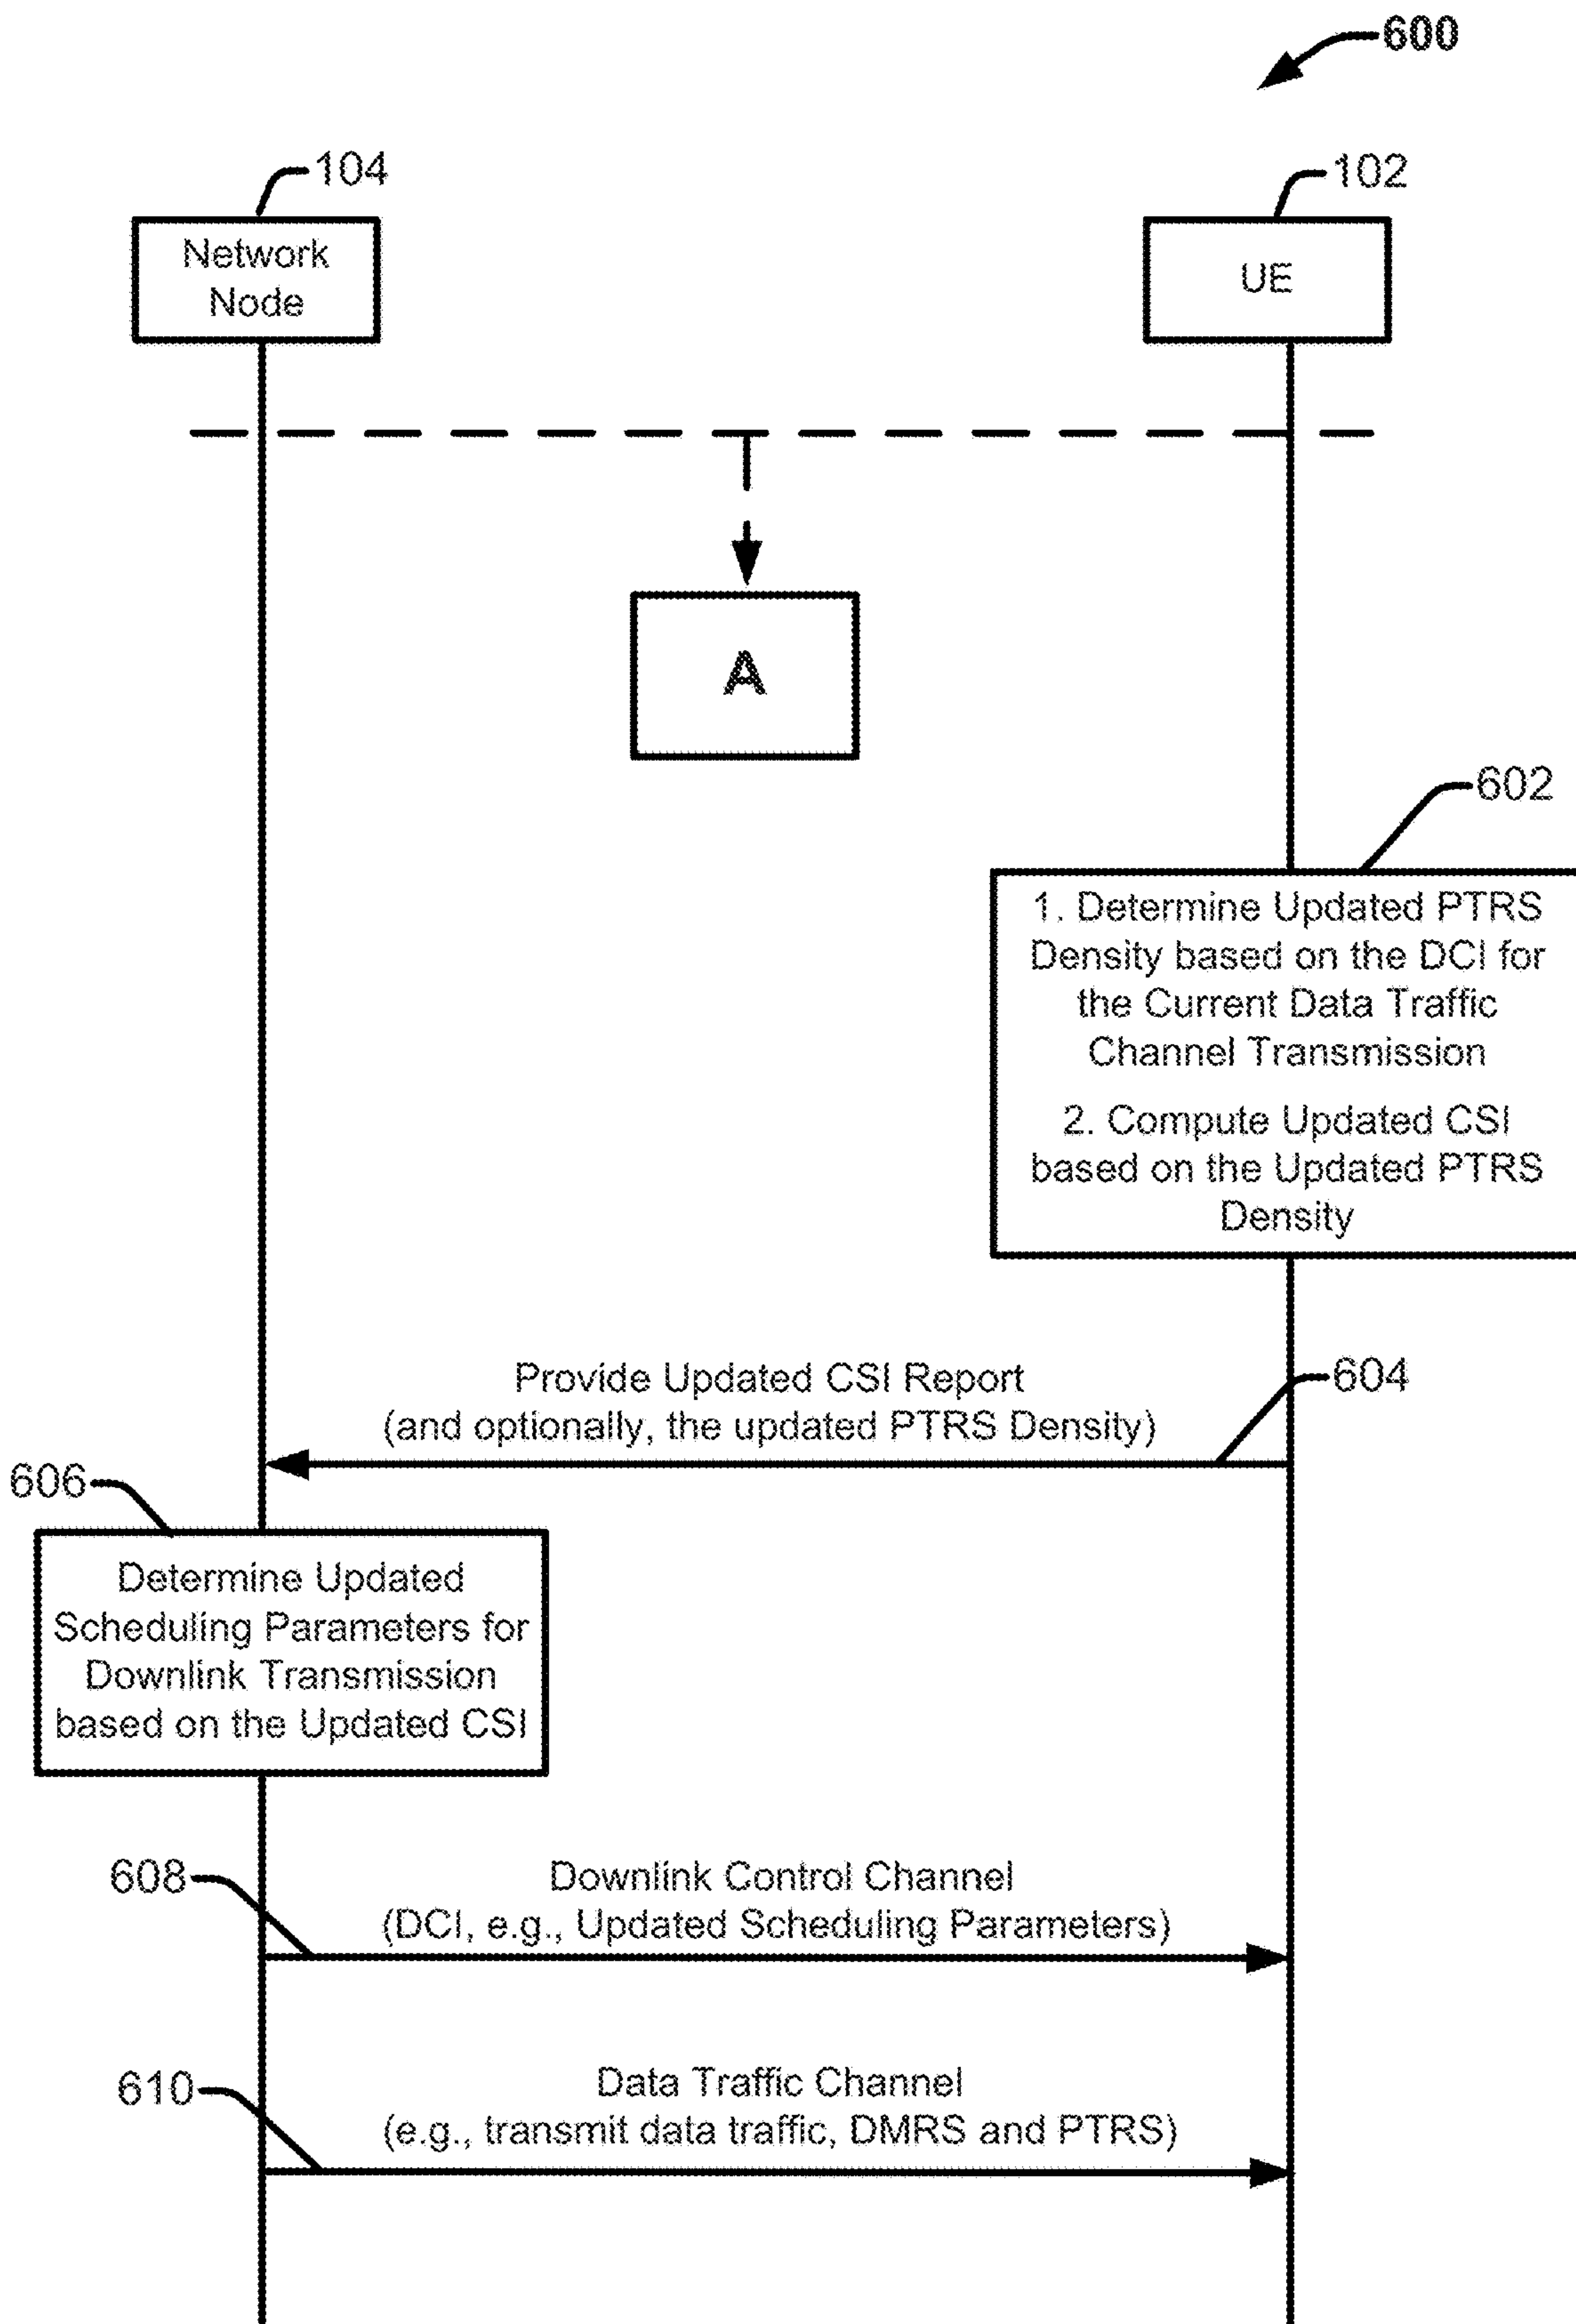 600
104
102
Network
Node
UE
A
602
1. Determine Updated PTRS
Density based on the DCI for
the Current Data Traffic
Channel Transmission
2. Compute Updated CSI
based on the Updated PTRS
Density
Provide Updated CSI Report
(and optionally, the updated PTRS Density)
604
606
Determine Updated
Scheduling Parameters for
Downlink Transmission
based on the Updated CSI
608
Downlink Control Channel
(DCI, e.g., Updated Scheduling Parameters)
610
Data Traffic Channel
(e.g., transmit data traffic, DMRS and PTRS)